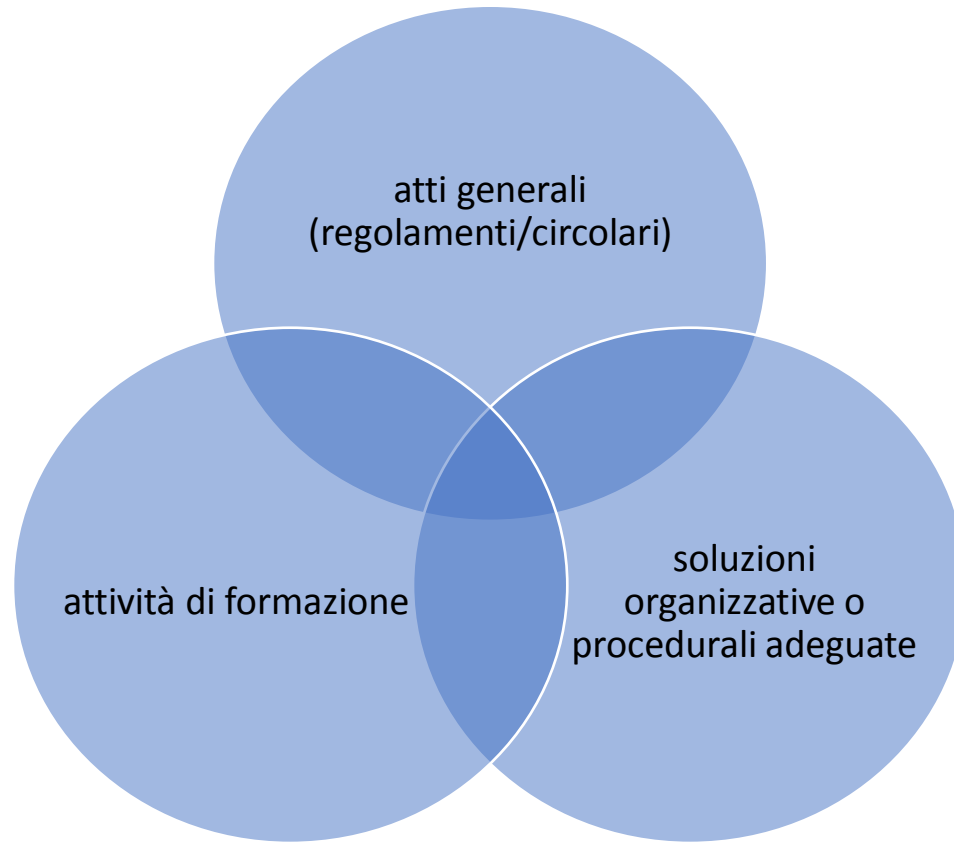 atti generali
(regolamenti/circolari)
attività di formazione
soluzioni
organizzative o
procedurali adeguate